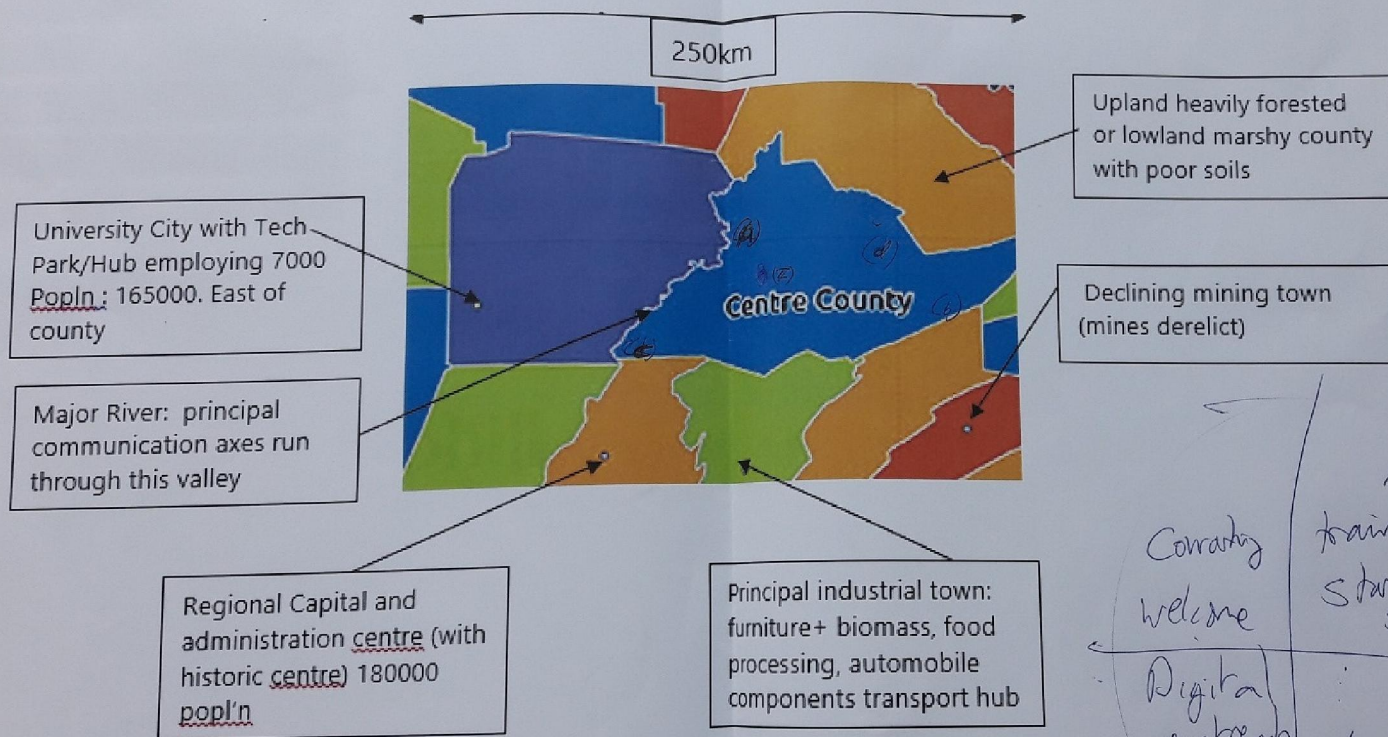 250km
Upland heavily forested
or lowland marshy county
with poor soils
University City with Tech
Park/Hub employing 7000
Popln : 165000. East of
county
(d)
Centre County
Declining mining town
(mines derelict)
Major River: principal
communication axes run
through this valley
Regional Capital and
administration centre (with
historic centre) 180000
popl'n
Principal industrial town:
furniture+ biomass, food
processing, automobile
components transport hub
welcome
Digital